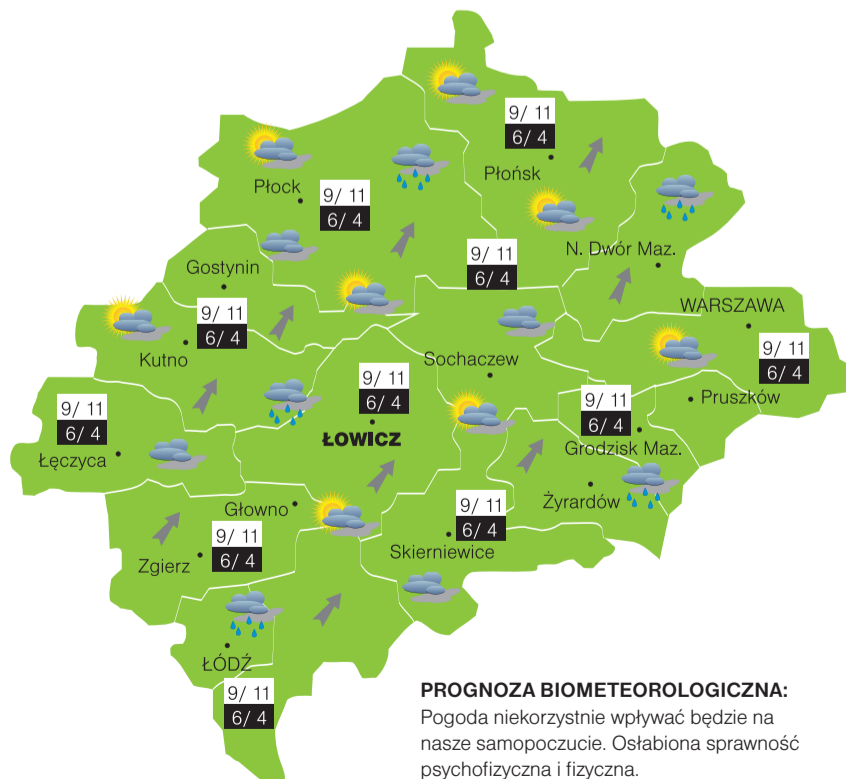 9/ 11
6/ 4
Płońsk
Płock
9/ 11
6/ 4
9/ 11
6/ 4
N. Dwór Maz.
Gostynin
WARSZAWA
9/ 11
6/ 4
Kutno
Sochaczew
9/ 11
6/ 4
9/ 11
6/ 4
Pruszków
9/ 11
6/ 4
9/ 11
6/ 4
ŁOWICZ
Grodzisk Maz.
Łęczyca
Głowno
Żyrardów
9/ 11
6/ 4
Skierniewice
9/ 11
6/ 4
Zgierz
ŁÓDŹ
9/ 11
6/ 4
PROGNOZA BIOMETEOROLOGICZNA:
Pogoda niekorzystnie wpływać będzie na
nasze samopoczucie. Osłabiona sprawność
psychofizyczna i fizyczna.